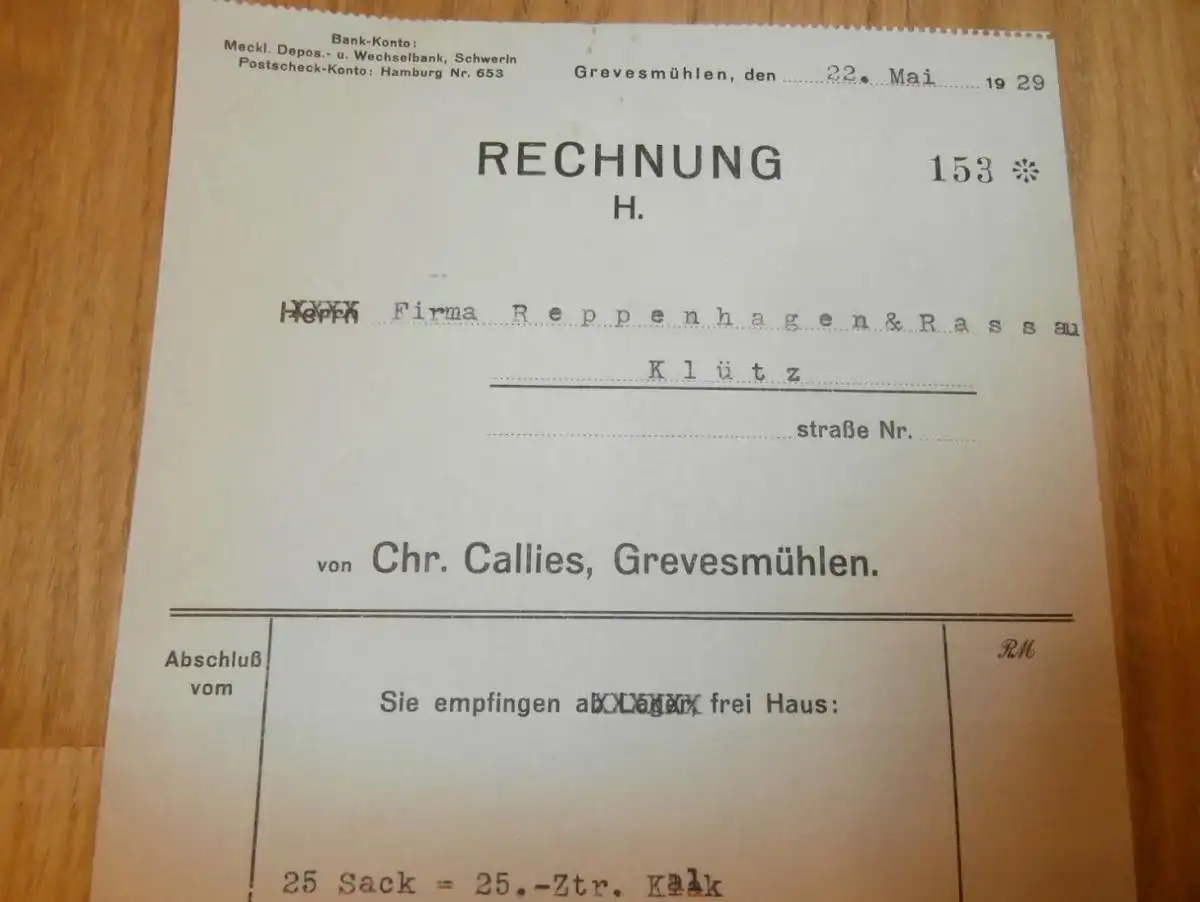 Bank-Konto:
Meckl. Depos.- u. Wechselbank, Schwerin
Postscheck-Konto: Hamburg Nr. 653
Grevesmühlen, den 22. Mai 1929
RECHNUNG
153 *
H.
Herrn Firma Reppenhagen & Rassau
Klütz
straße Nr.
von Chr. Callies, Grevesmühlen.
Abschluß
vom
RM
Sie empfingen ab Lager, frei Haus:
25 Sack = 25.-Ztr. Kalk